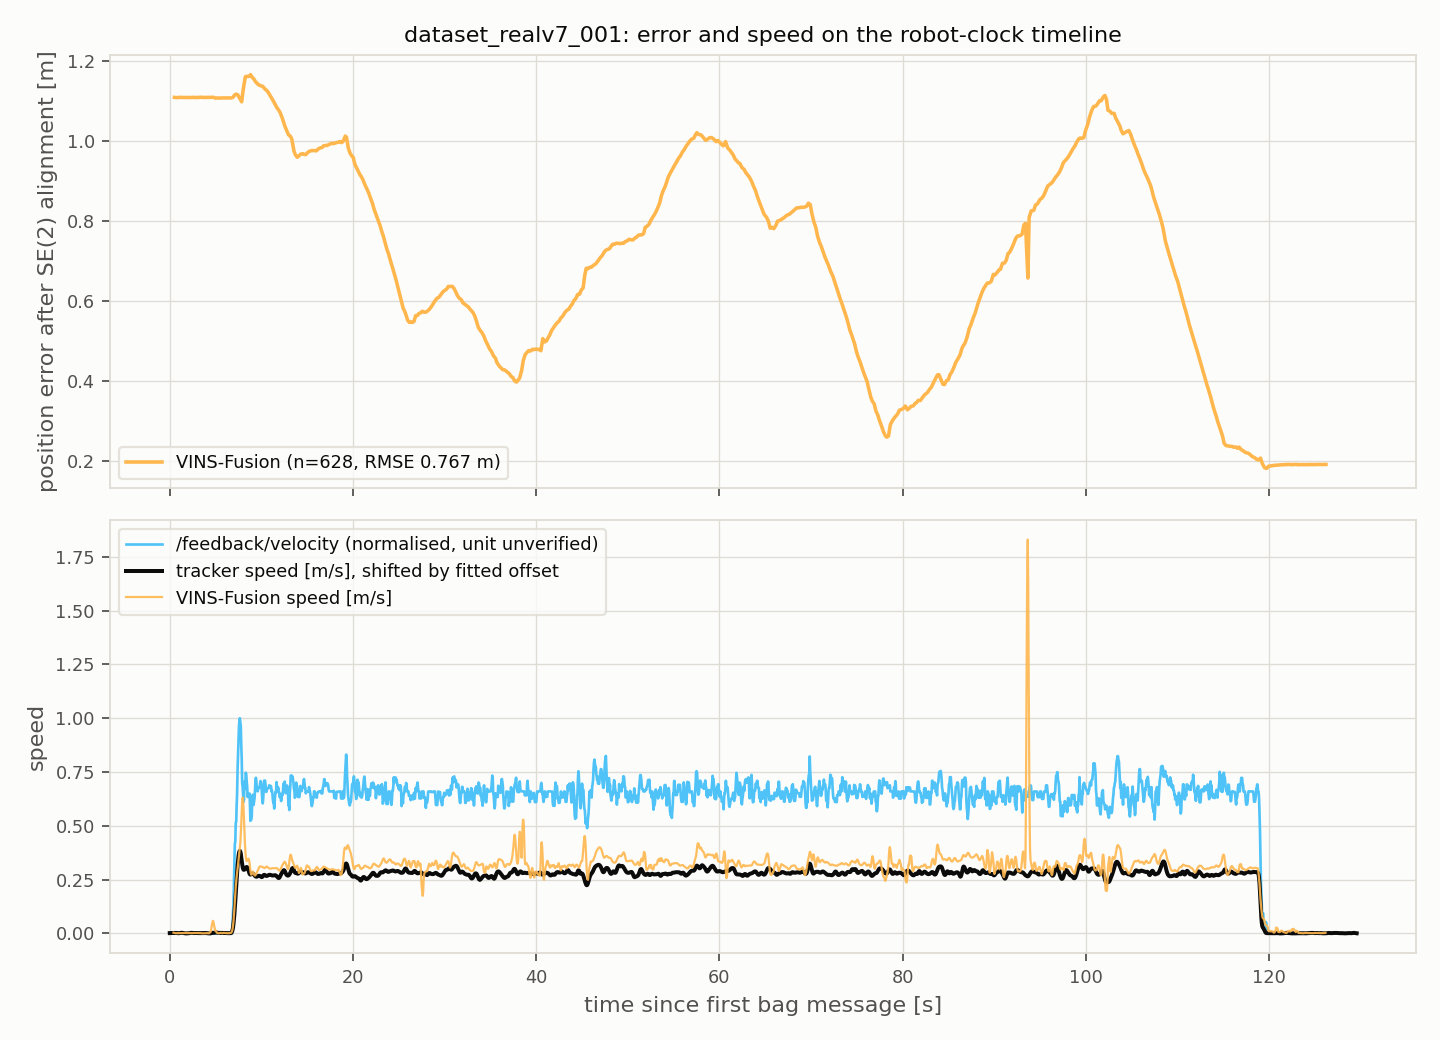 dataset_realv7_001: error and speed on the robot-clock timeline
position error after SE(2) alignment [m]
1.2
1.0
0.8
0.6
0.4
0.2
VINS-Fusion (n=628, RMSE 0.767 m)
speed
1.75
1.50
1.25
1.00
0.75
0.50
0.25
0.00
/feedback/velocity (normalised, unit unverified)
tracker speed [m/s], shifted by fitted offset
VINS-Fusion speed [m/s]
0 20 40 60 80 100 120
time since first bag message [s]